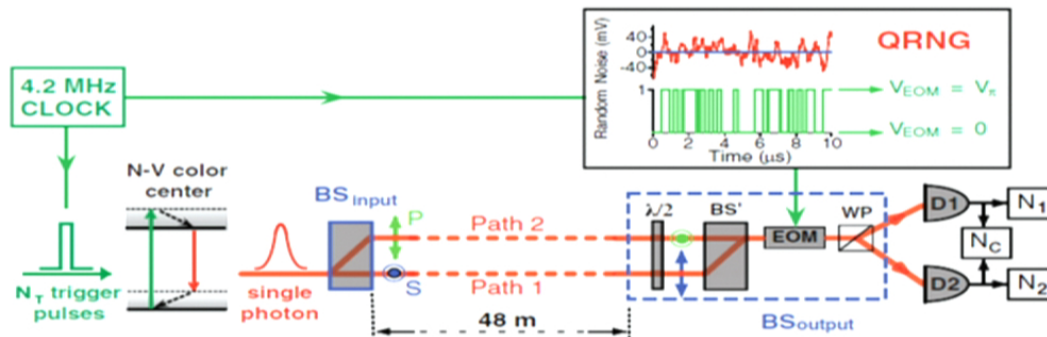 4.2 MHz
CLOCK
N-V color
center
N_T trigger
pulses
single
photon
BS_input
P
S
Path 2
Path 1
48 m
Random Noise (mV)
40
0
-40
1
0 2 4 6 8 10
Time (μs)
QRNG
V_EOM = V_π
V_EOM = 0
λ/2
BS'
EOM
WP
BS_output
D1
D2
N_1
N_C
N_2